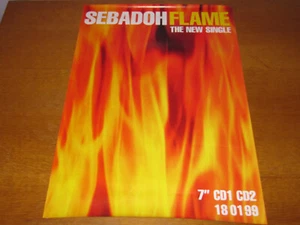 SEBADOH FLAME
THE NEW SINGLE
7" CD1 CD2
18 01 99